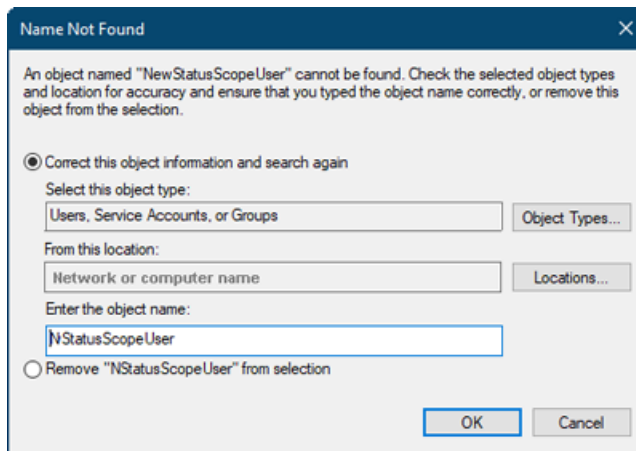 Name Not Found
An object named "NewStatusScopeUser" cannot be found. Check the selected object types
and location for accuracy and ensure that you typed the object name correctly, or remove this
object from the selection.
Correct this object information and search again
Select this object type:
Users, Service Accounts, or Groups
Object Types...
From this location:
Network or computer name
Locations...
Enter the object name:
NStatusScopeUser
Remove "NStatusScopeUser" from selection
OK
Cancel